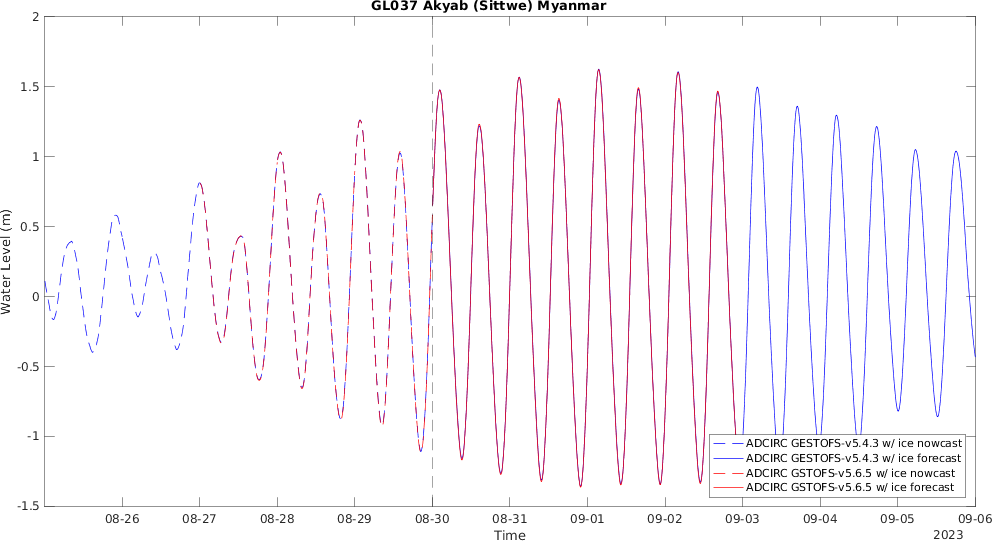 GL037 Akyab (Sittwe) Myanmar
2
1.5
1
0.5
0
-0.5
-1
-1.5
Water Level (m)
ADCIRC GESTOFS-v5.4.3 w/ ice nowcast
ADCIRC GESTOFS-v5.4.3 w/ ice forecast
ADCIRC GSTOFS-v5.6.5 w/ ice nowcast
ADCIRC GSTOFS-v5.6.5 w/ ice forecast
08-26 08-27 08-28 08-29 08-30 08-31 09-01 09-02 09-03 09-04 09-05 09-06
Time
2023